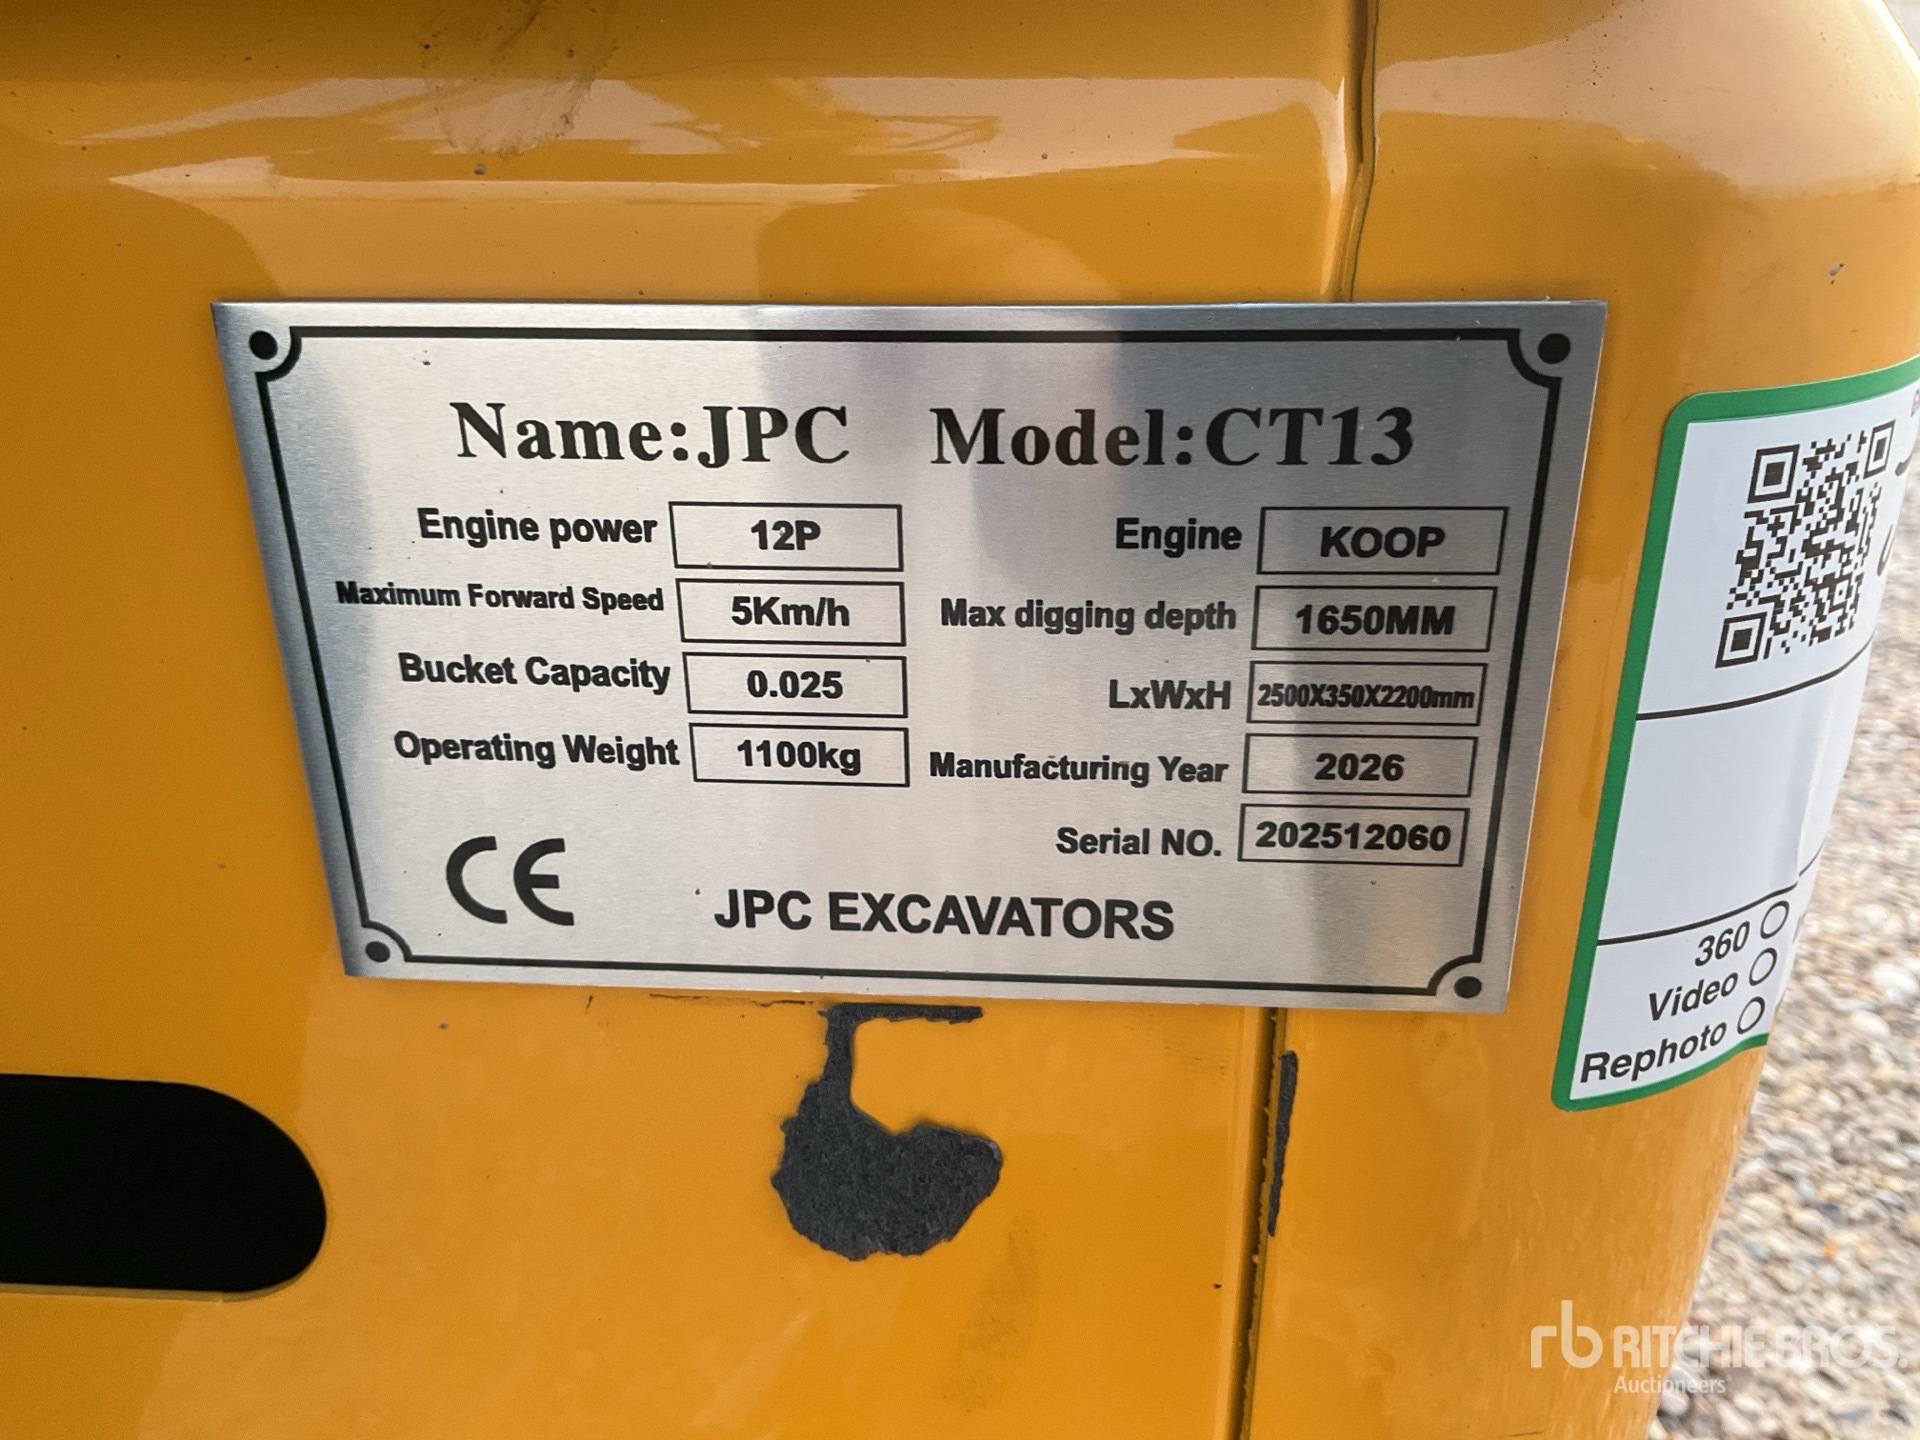 Name:JPC Model:CT13
Engine power 12P Engine KOOP
Maximum Forward Speed 5Km/h Max digging depth 1650MM
Bucket Capacity 0.025 LxWxH 2500X350X2200mm
Operating Weight 1100kg Manufacturing Year 2026
Serial NO. 202512060
CE JPC EXCAVATORS
360
Video
Rephoto
rb RITCHIE BROS.
Auctioneers